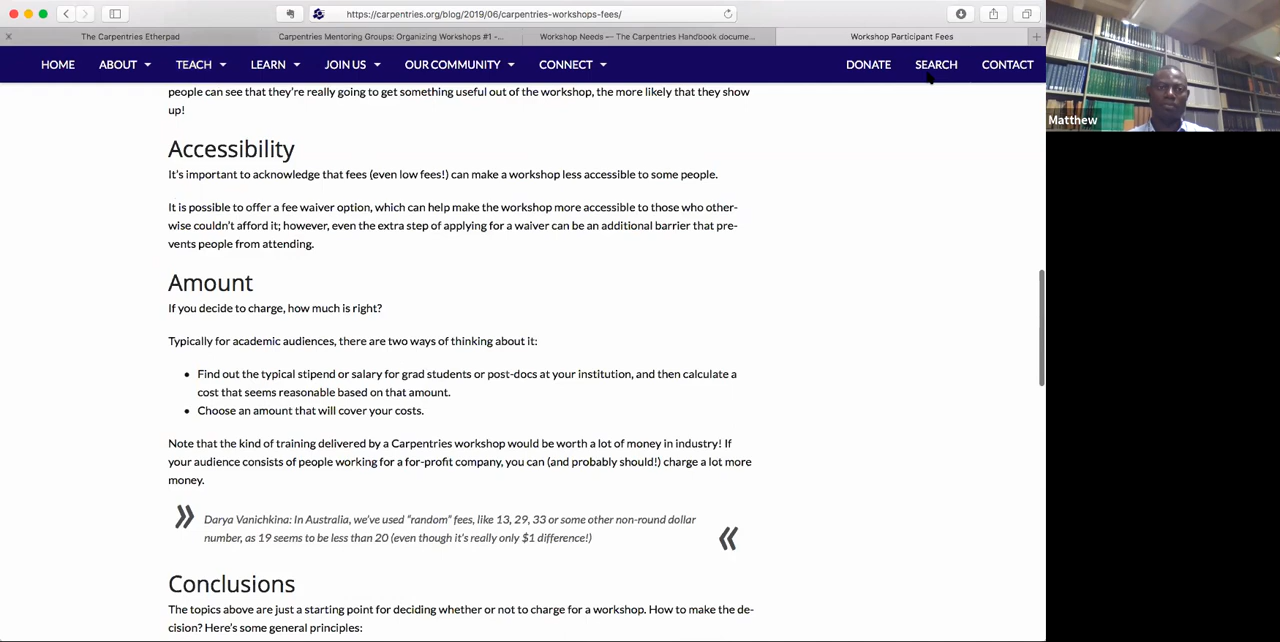 https://carpentries.org/blog/2019/06/carpentries-workshops-fees/
The Carpentries Etherpad
Carpentries Mentoring Groups: Organizing Workshops #1 -...
Workshop Needs — The Carpentries Handbook docume...
Workshop Participant Fees
HOME
ABOUT
TEACH
LEARN
JOIN US
OUR COMMUNITY
CONNECT
DONATE
SEARCH
CONTACT
people can see that they’re really going to get something useful out of the workshop, the more likely that they show
up!
Accessibility
It’s important to acknowledge that fees (even low fees!) can make a workshop less accessible to some people.
It is possible to offer a fee waiver option, which can help make the workshop more accessible to those who other-
wise couldn’t afford it; however, even the extra step of applying for a waiver can be an additional barrier that pre-
vents people from attending.
Amount
If you decide to charge, how much is right?
Typically for academic audiences, there are two ways of thinking about it:
• Find out the typical stipend or salary for grad students or post-docs at your institution, and then calculate a
cost that seems reasonable based on that amount.
• Choose an amount that will cover your costs.
Note that the kind of training delivered by a Carpentries workshop would be worth a lot of money in industry! If
your audience consists of people working for a for-profit company, you can (and probably should!) charge a lot more
money.
» Darya Vanichkina: In Australia, we’ve used “random” fees, like 13, 29, 33 or some other non-round dollar
number, as 19 seems to be less than 20 (even though it’s really only $1 difference!) «
Conclusions
The topics above are just a starting point for deciding whether or not to charge for a workshop. How to make the de-
cision? Here’s some general principles:
Matthew